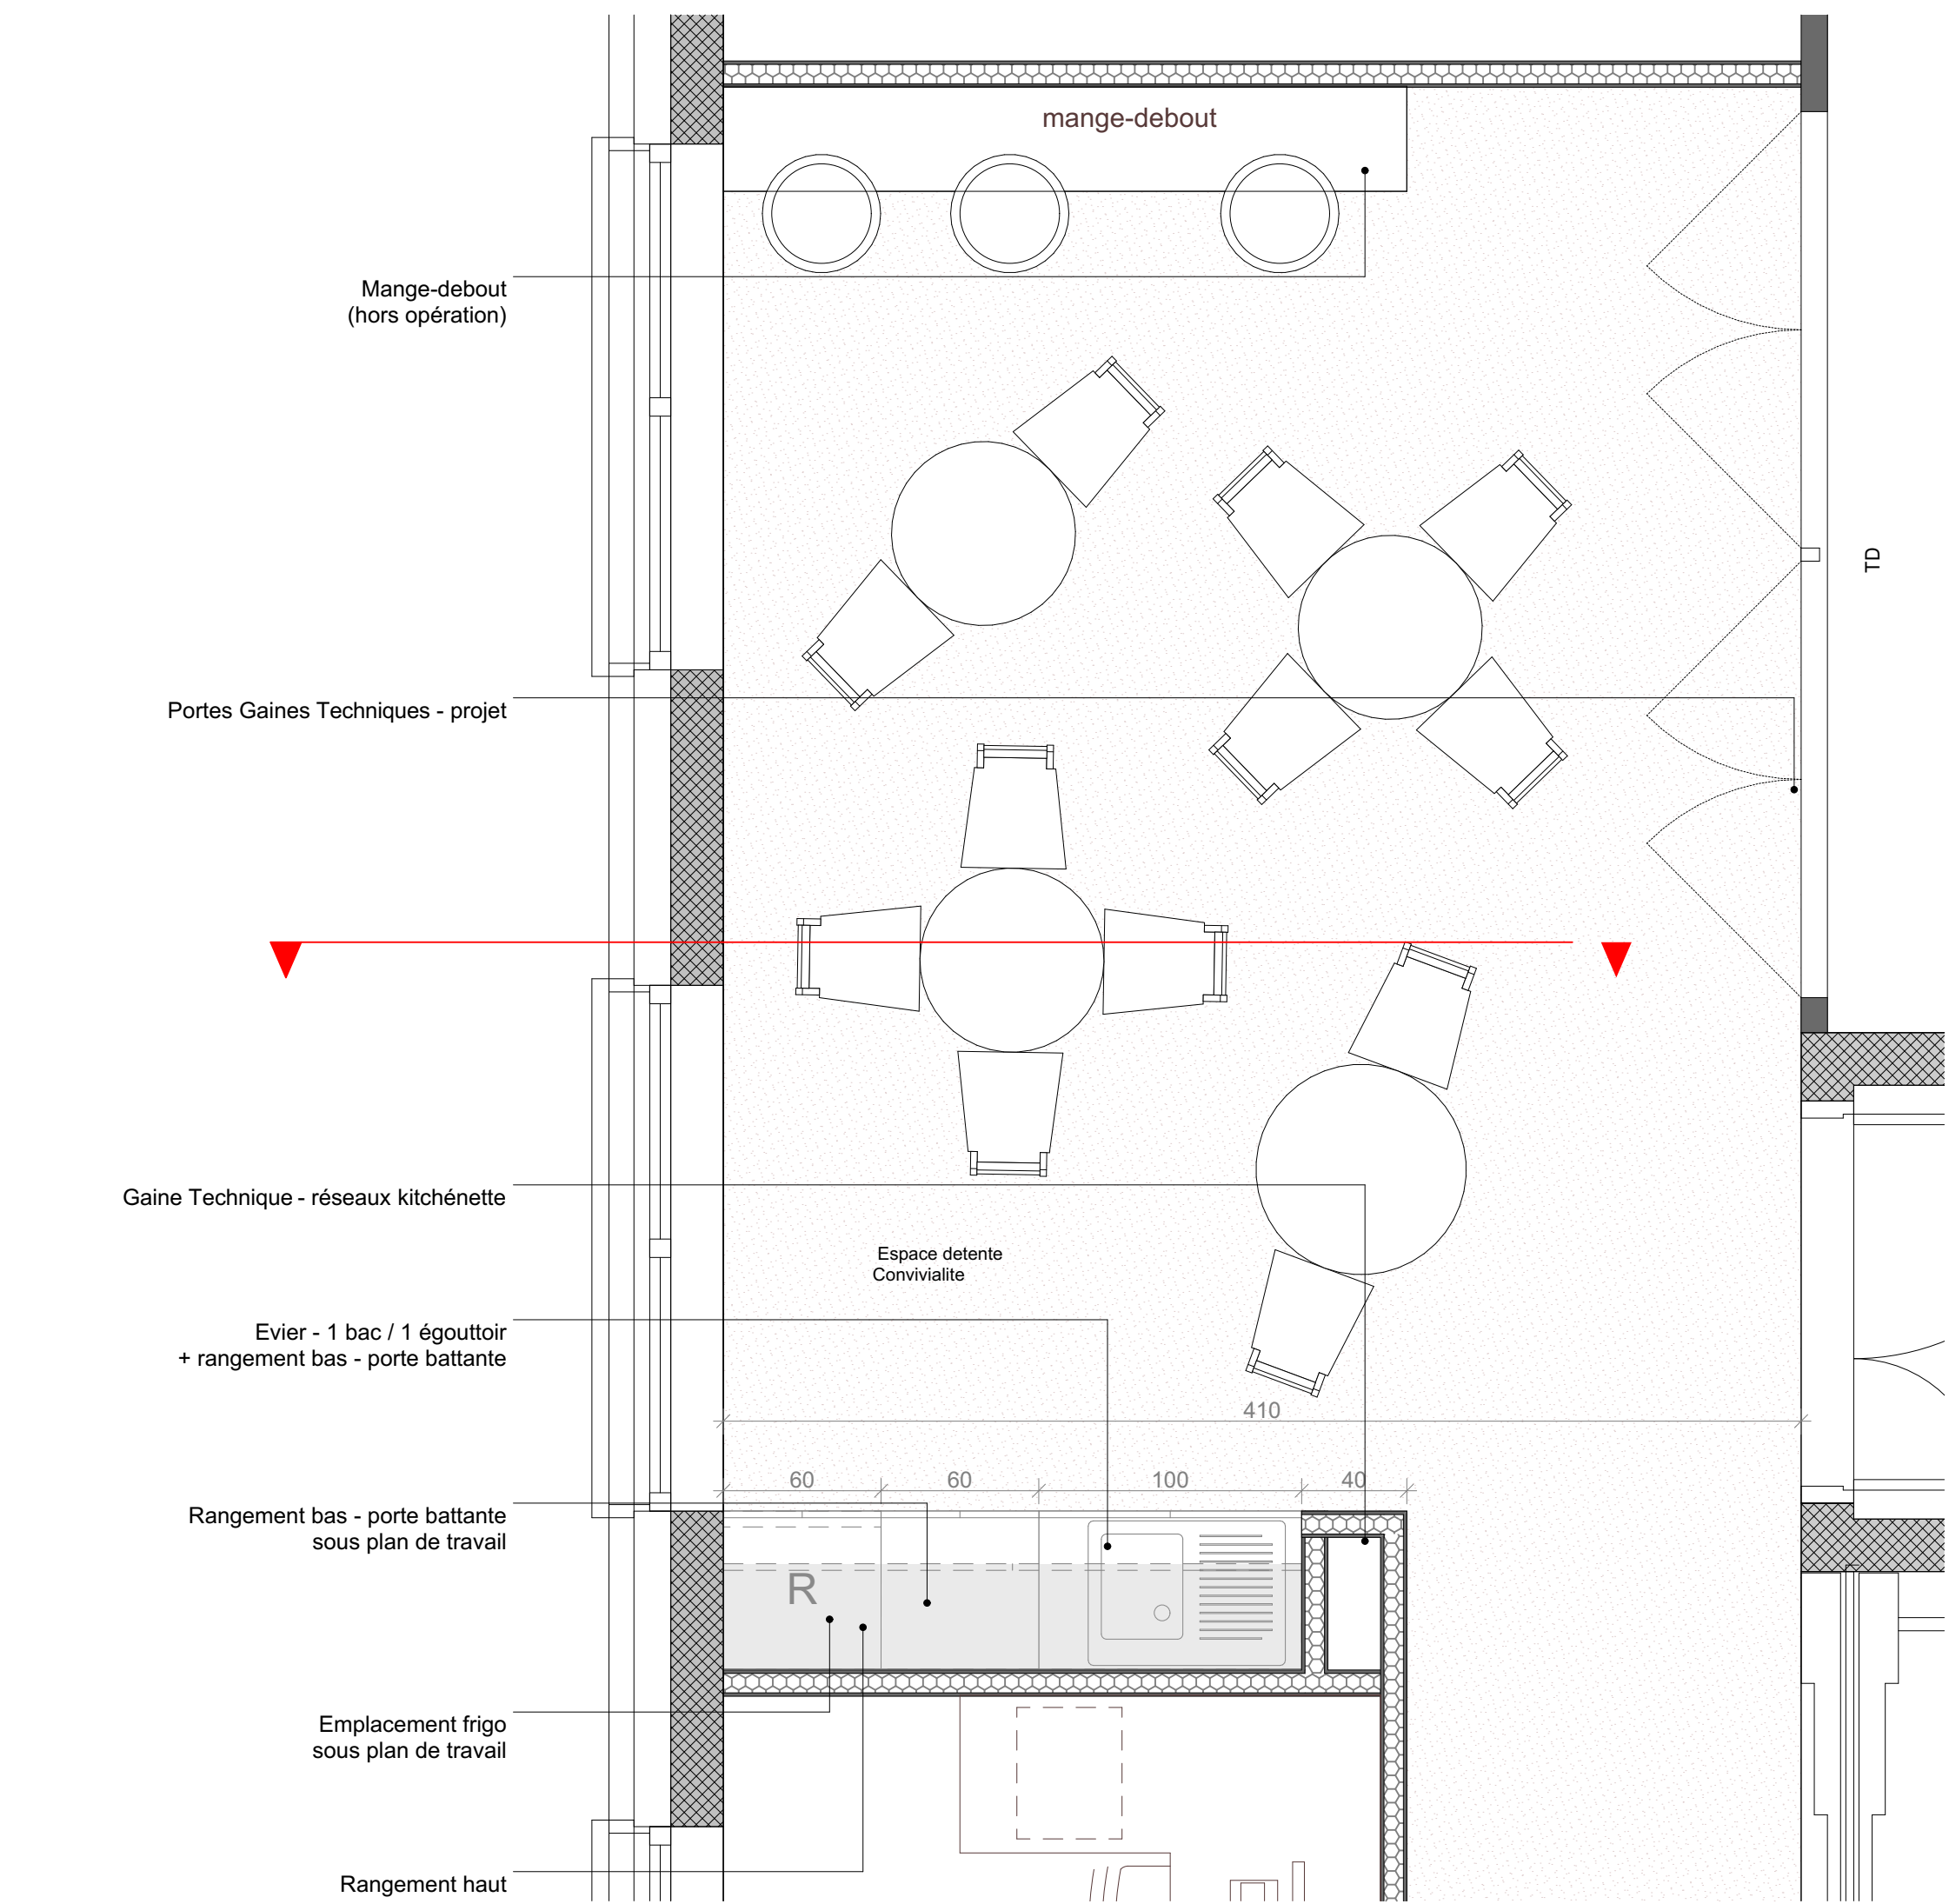 mange-debout
Mange-debout
(hors opération)
TD
Portes Gaines Techniques - projet
Gaine Technique - réseaux kitchénette
Espace detente
Convivialite
Evier - 1 bac / 1 égouttoir
+ rangement bas - porte battante
410
60
60
100
40
Rangement bas - porte battante
sous plan de travail
R
Emplacement frigo
sous plan de travail
Rangement haut